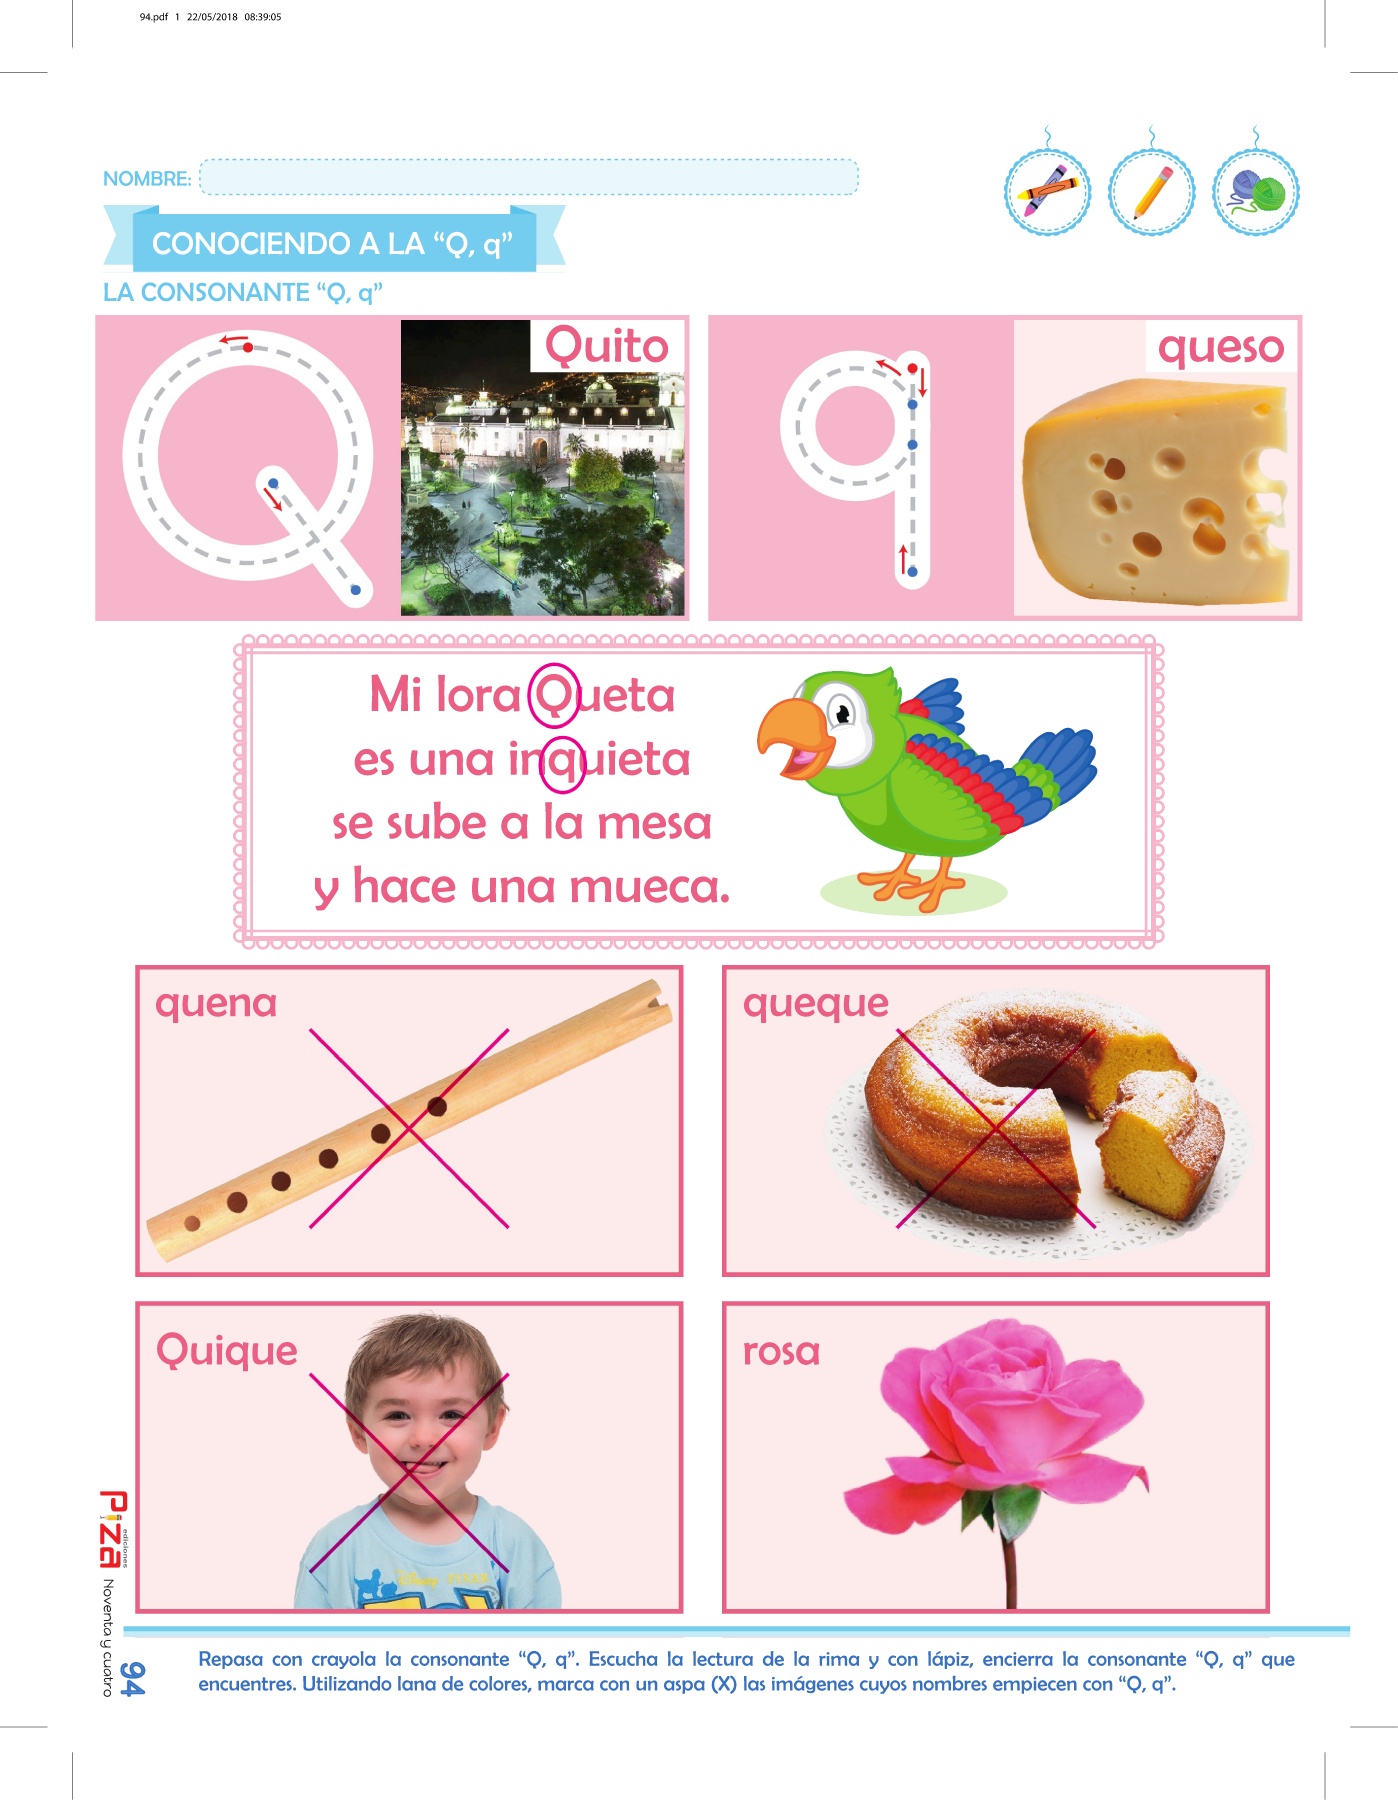 94.pdf 1 22/05/2018 08:39:05
NOMBRE:
CONOCIENDO A LA “Q, q”
LA CONSONANTE “Q, q”
Q
Quito
q
queso
Mi lora Queta
es una inquieta
se sube a la mesa
y hace una mueca.
quena
queque
Quique
Disney PIXAR
rosa
Piza
ediciones
Noventa y cuatro
94
Repasa con crayola la consonante “Q, q”. Escucha la lectura de la rima y con lápiz, encierra la consonante “Q, q” que
encuentres. Utilizando lana de colores, marca con un aspa (X) las imágenes cuyos nombres empiecen con “Q, q”.